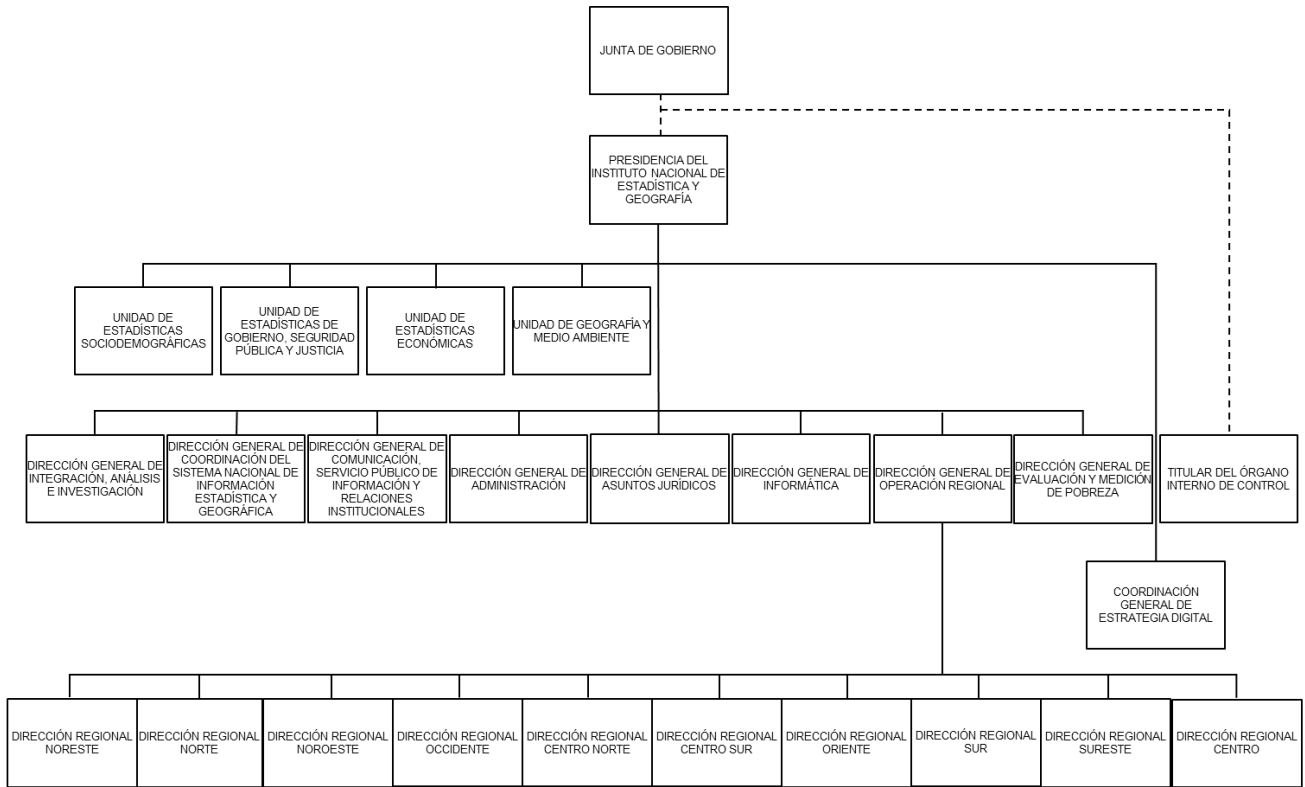 JUNTA DE GOBIERNO
PRESIDENCIA DEL
INSTITUTO NACIONAL DE
ESTADÍSTICA Y
GEOGRAFÍA
UNIDAD DE
ESTADÍSTICAS
SOCIODEMOGRÁFICAS
UNIDAD DE
ESTADÍSTICAS DE
GOBIERNO, SEGURIDAD
PÚBLICA Y JUSTICIA
UNIDAD DE
ESTADÍSTICAS
ECONÓMICAS
UNIDAD DE GEOGRAFÍA Y
MEDIO AMBIENTE
DIRECCIÓN GENERAL DE
INTEGRACIÓN, ANÁLISIS
E INVESTIGACIÓN
DIRECCIÓN GENERAL DE
COORDINACIÓN DEL
SISTEMA NACIONAL DE
INFORMACIÓN
ESTADÍSTICA Y
GEOGRÁFICA
DIRECCIÓN GENERAL DE
COMUNICACIÓN,
SERVICIO PÚBLICO DE
INFORMACIÓN Y
RELACIONES
INSTITUCIONALES
DIRECCIÓN GENERAL DE
ADMINISTRACIÓN
DIRECCIÓN GENERAL DE
ASUNTOS JURÍDICOS
DIRECCIÓN GENERAL DE
INFORMÁTICA
DIRECCIÓN GENERAL DE
OPERACIÓN REGIONAL
DIRECCIÓN GENERAL DE
EVALUACIÓN Y MEDICIÓN
DE POBREZA
TITULAR DEL ÓRGANO
INTERNO DE CONTROL
COORDINACIÓN
GENERAL DE
ESTRATEGIA DIGITAL
DIRECCIÓN REGIONAL
NORESTE
DIRECCIÓN REGIONAL
NORTE
DIRECCIÓN REGIONAL
NOROESTE
DIRECCIÓN REGIONAL
OCCIDENTE
DIRECCIÓN REGIONAL
CENTRO NORTE
DIRECCIÓN REGIONAL
CENTRO SUR
DIRECCIÓN REGIONAL
ORIENTE
DIRECCIÓN REGIONAL
SUR
DIRECCIÓN REGIONAL
SURESTE
DIRECCIÓN REGIONAL
CENTRO